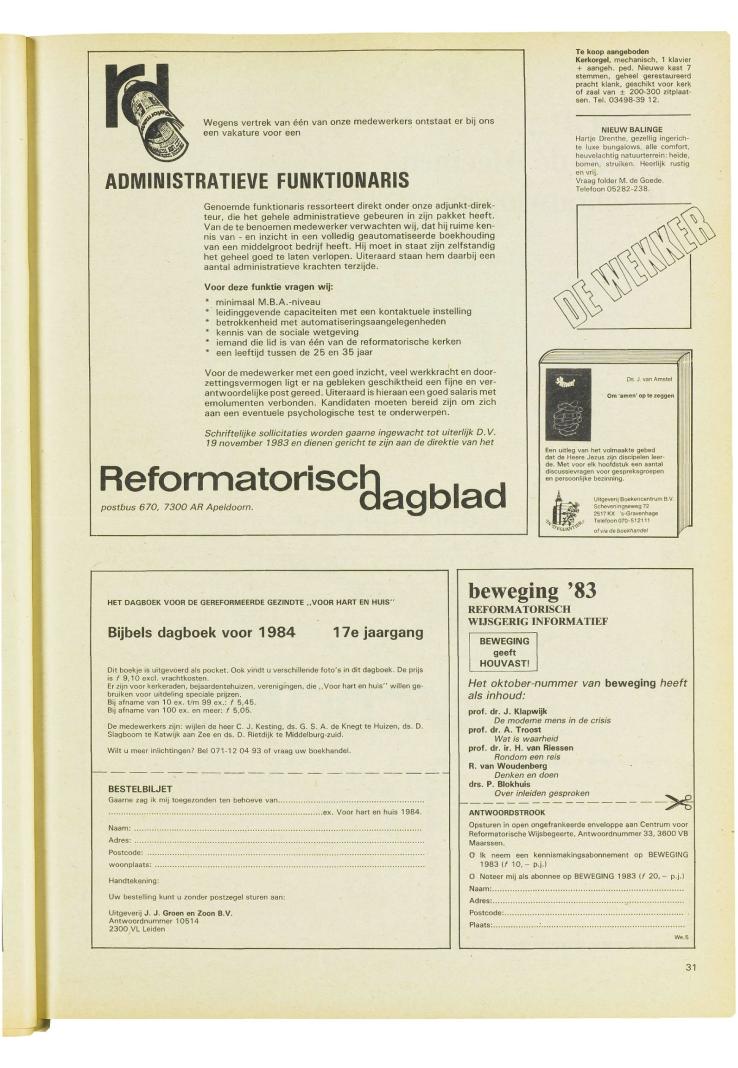 rd
Wegens vertrek van één van onze medewerkers ontstaat er bij ons
een vakature voor een
ADMINISTRATIEVE FUNKTIONARIS
Genoemde funktionaris ressorteert direkt onder onze adjunkt-direk-
teur, die het gehele administratieve gebeuren in zijn pakket heeft.
Van de te benoemen medewerker verwachten wij, dat hij ruime ken-
nis van - en inzicht in een volledig geautomatiseerde boekhouding
van een middelgroot bedrijf heeft. Hij moet in staat zijn zelfstandig
het geheel goed te laten verlopen. Uiteraard staan hem daarbij een
aantal administratieve krachten terzijde.
Voor deze funktie vragen wij:
* minimaal M.B.A.-niveau
* leidinggevende capaciteiten met een kontaktuele instelling
* betrokkenheid met automatiseringsaangelegenheden
* kennis van de sociale wetgeving
* iemand die lid is van één van de reformatorische kerken
* een leeftijd tussen de 25 en 35 jaar
Voor de medewerker met een goed inzicht, veel werkkracht en door-
zettingsvermogen ligt er na gebleken geschiktheid een fijne en ver-
antwoordelijke post gereed. Uiteraard is hieraan een goed salaris met
emolumenten verbonden. Kandidaten moeten bereid zijn om zich
aan een eventuele psychologische test te onderwerpen.
Schriftelijke sollicitaties worden gaarne ingewacht tot uiterlijk D.V.
19 november 1983 en dienen gericht te zijn aan de direktie van het
Reformatorisch
dagblad
postbus 670, 7300 AR Apeldoorn.
Te koop aangeboden
Kerkorgel, mechanisch, 1 klavier
+ aangeh. ped. Nieuwe kast 7
stemmen, geheel gerestaureerd
pracht klank, geschikt voor kerk
of zaal van ± 200-300 zitplaat-
sen. Tel. 03498-39 12.
NIEUW BALINGE
Hartje Drenthe, gezellig ingerich-
te luxe bungalows, alle comfort,
heuvelachtig natuurterrein: heide,
bomen, struiken. Heerlijk rustig
en vrij.
Vraag folder M. de Goede.
Telefoon 05282-238.
DE WEKKER
Ds. J. van Amstel
Om 'amen' op te zeggen
Een uitleg van het volmaakte gebed
dat de Heere Jezus zijn discipelen leer-
de. Met voor elk hoofdstuk een aantal
discussievragen voor gespreksgroepen
en persoonlijke bezinning.
Uitgeverij Boekencentrum B.V.
Scheveningseweg 72
2517 KX 's-Gravenhage
Telefoon 070-512111
of via de boekhandel
HET DAGBOEK VOOR DE GEREFORMEERDE GEZINDTE ,,VOOR HART EN HUIS''
Bijbels dagboek voor 1984 17e jaargang
Dit boekje is uitgevoerd als pocket. Ook vindt u verschillende foto's in dit dagboek. De prijs
is f 9,10 excl. vrachtkosten.
Er zijn voor kerkeraden, bejaardentehuizen, verenigingen, die ,,Voor hart en huis'' willen ge-
bruiken voor uitdeling speciale prijzen.
Bij afname van 10 ex. t/m 99 ex.: f 5,45.
Bij afname van 100 ex. en meer: f 5,05.
De medewerkers zijn: wijlen de heer C. J. Kesting, ds. G. S. A. de Knegt te Huizen, ds. D.
Slagboom te Katwijk aan Zee en ds. D. Rietdijk te Middelburg-zuid.
Wilt u meer inlichtingen? Bel 071-12 04 93 of vraag uw boekhandel.
BESTELBILJET
Gaarne zag ik mij toegezonden ten behoeve van
ex. Voor hart en huis 1984.
Naam:
Adres:
Postcode:
woonplaats:
Handtekening:
Uw bestelling kunt u zonder postzegel sturen aan:
Uitgeverij J. J. Groen en Zoon B.V.
Antwoordnummer 10514
2300 VL Leiden
beweging '83
REFORMATORISCH
WIJSGERIG INFORMATIEF
BEWEGING
geeft
HOUVAST!
Het oktober-nummer van beweging heeft
als inhoud:
prof. dr. J. Klapwijk
De moderne mens in de crisis
prof. dr. A. Troost
Wat is waarheid
prof. dr. ir. H. van Riessen
Rondom een reis
R. van Woudenberg
Denken en doen
drs. P. Blokhuis
Over inleiden gesproken
ANTWOORDSTROOK
Opsturen in open ongefrankeerde enveloppe aan Centrum voor
Reformatorische Wijsbegeerte, Antwoordnummer 33, 3600 VB
Maarssen.
O Ik neem een kennismakingsabonnement op BEWEGING
1983 (f 10,– p.j.)
O Noteer mij als abonnee op BEWEGING 1983 (f 20,– p.j.)
Naam:
Adres:
Postcode:
Plaats:
We.5
31